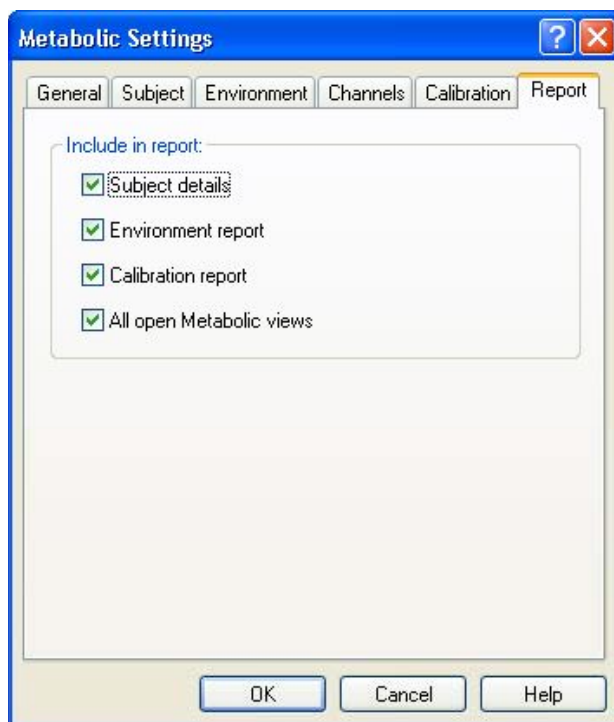 Metabolic Settings
General Subject Environment Channels Calibration Report
Include in report:
Subject details
Environment report
Calibration report
All open Metabolic views
OK Cancel Help